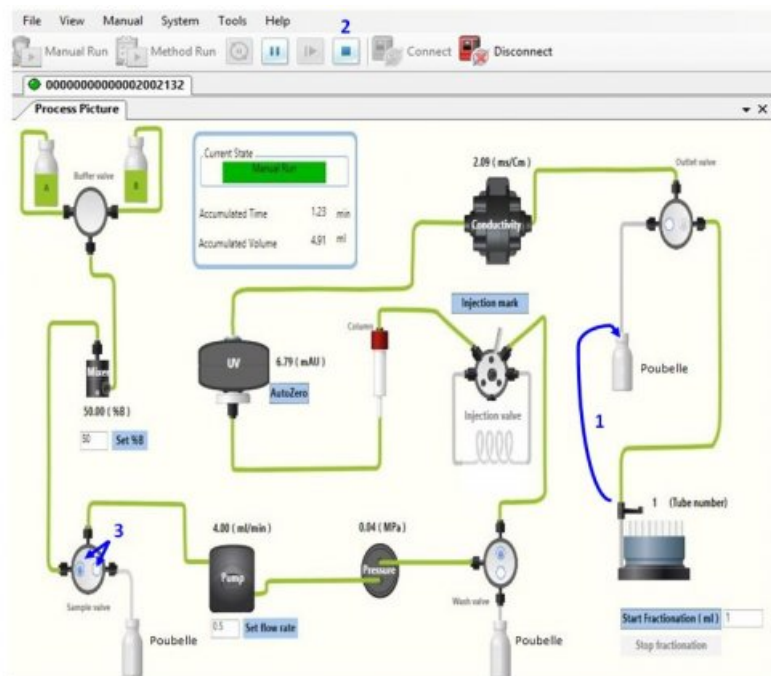 File View Manual System Tools Help
2
Manual Run Method Run Connect Disconnect
00000000000002002132
Process Picture
A
B
Buffer valve
Current State
Manual Run
Accumulated Time 1.23 min
Accumulated Volume 4.91 ml
2.09 ( ms/Cm )
Conductivity
Outlet valve
Injection mark
Column
UV
6.79 ( mAU )
AutoZero
Injection valve
Poubelle
1
Mixer
50.00 (%B)
50 Set %B
1 (Tube number)
3
4.00 ( ml/min )
0.04 ( MPa )
Pump
Pressure
Sample valve
Wash valve
0.5 Set flow rate
Start Fractionation ( ml ) 1
Stop fractionation
Poubelle
Poubelle